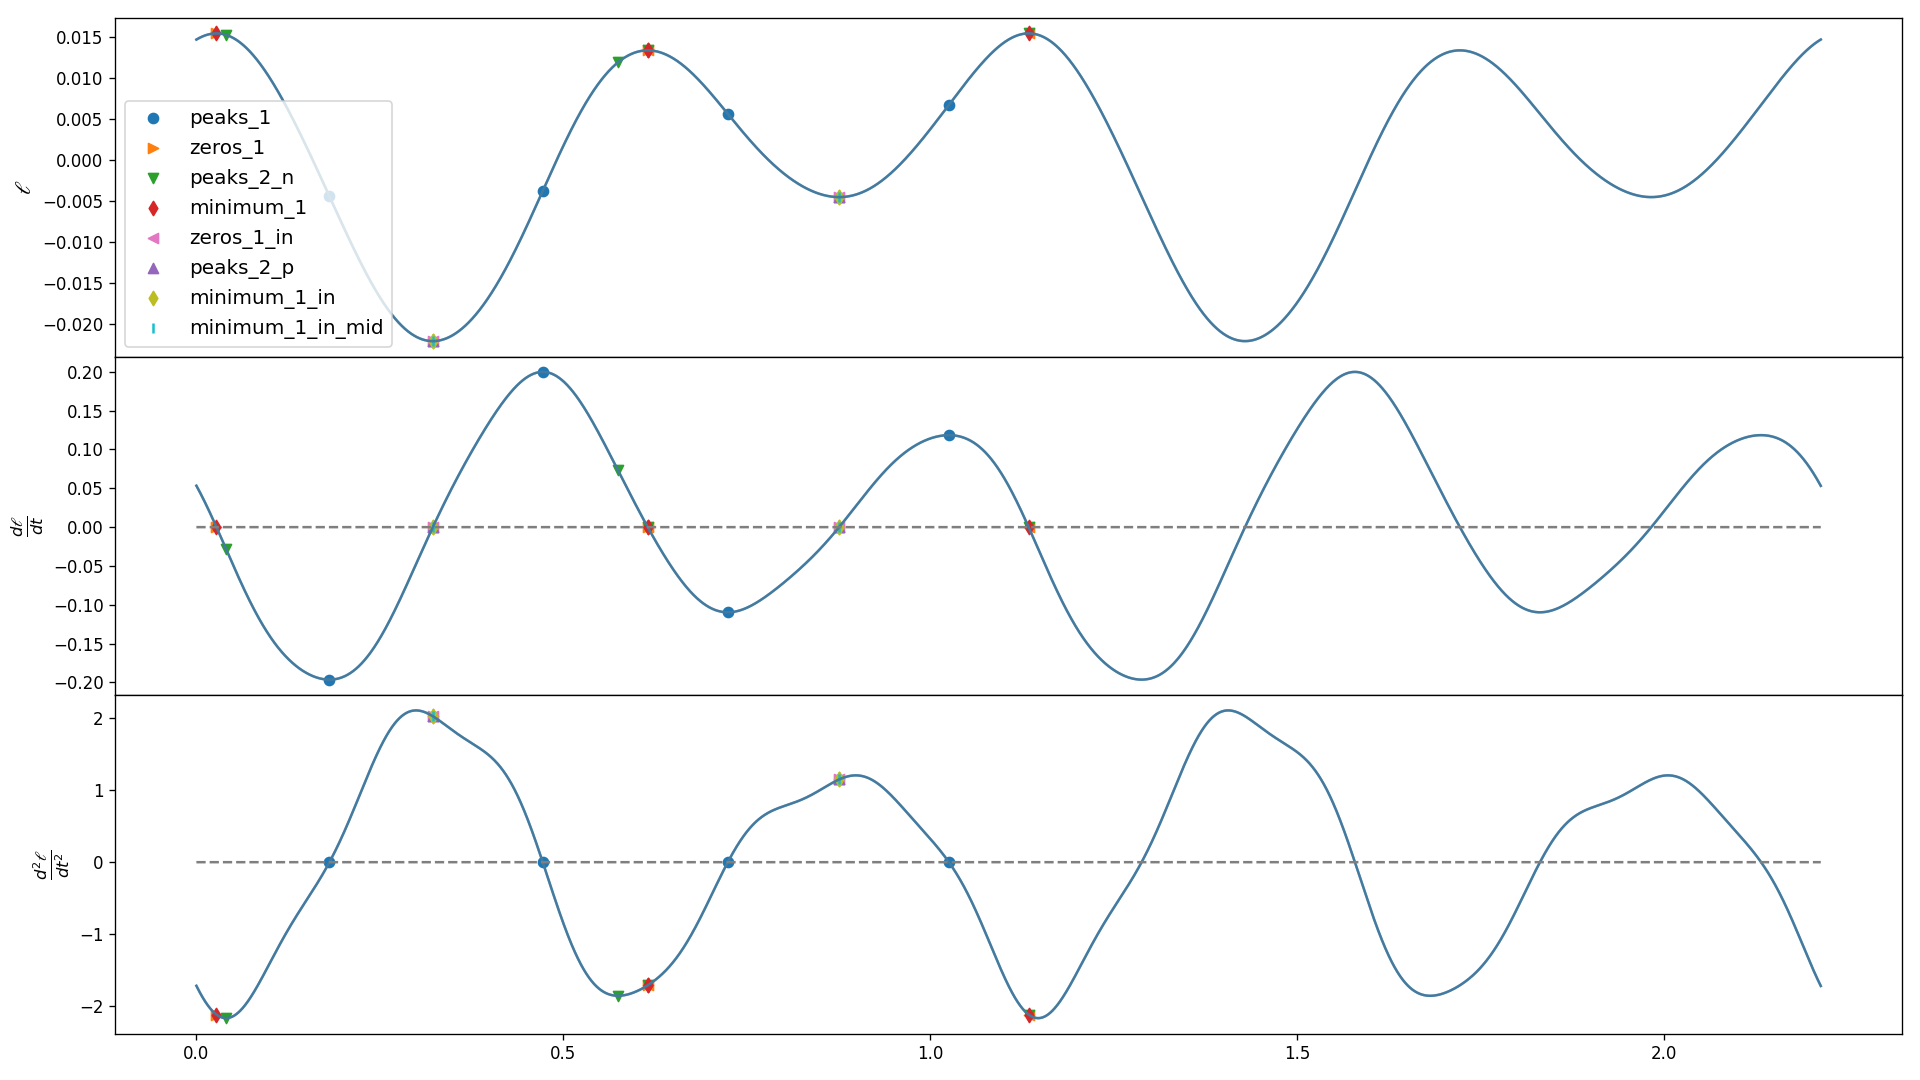 0.015
0.010
0.005
0.000
−0.005
−0.010
−0.015
−0.020
ℓ
peaks_1
zeros_1
peaks_2_n
minimum_1
zeros_1_in
peaks_2_p
minimum_1_in
minimum_1_in_mid
0.20
0.15
0.10
0.05
0.00
−0.05
−0.10
−0.15
−0.20
dℓ
dt
2
1
0
−1
−2
d²ℓ
dt²
0.0 0.5 1.0 1.5 2.0